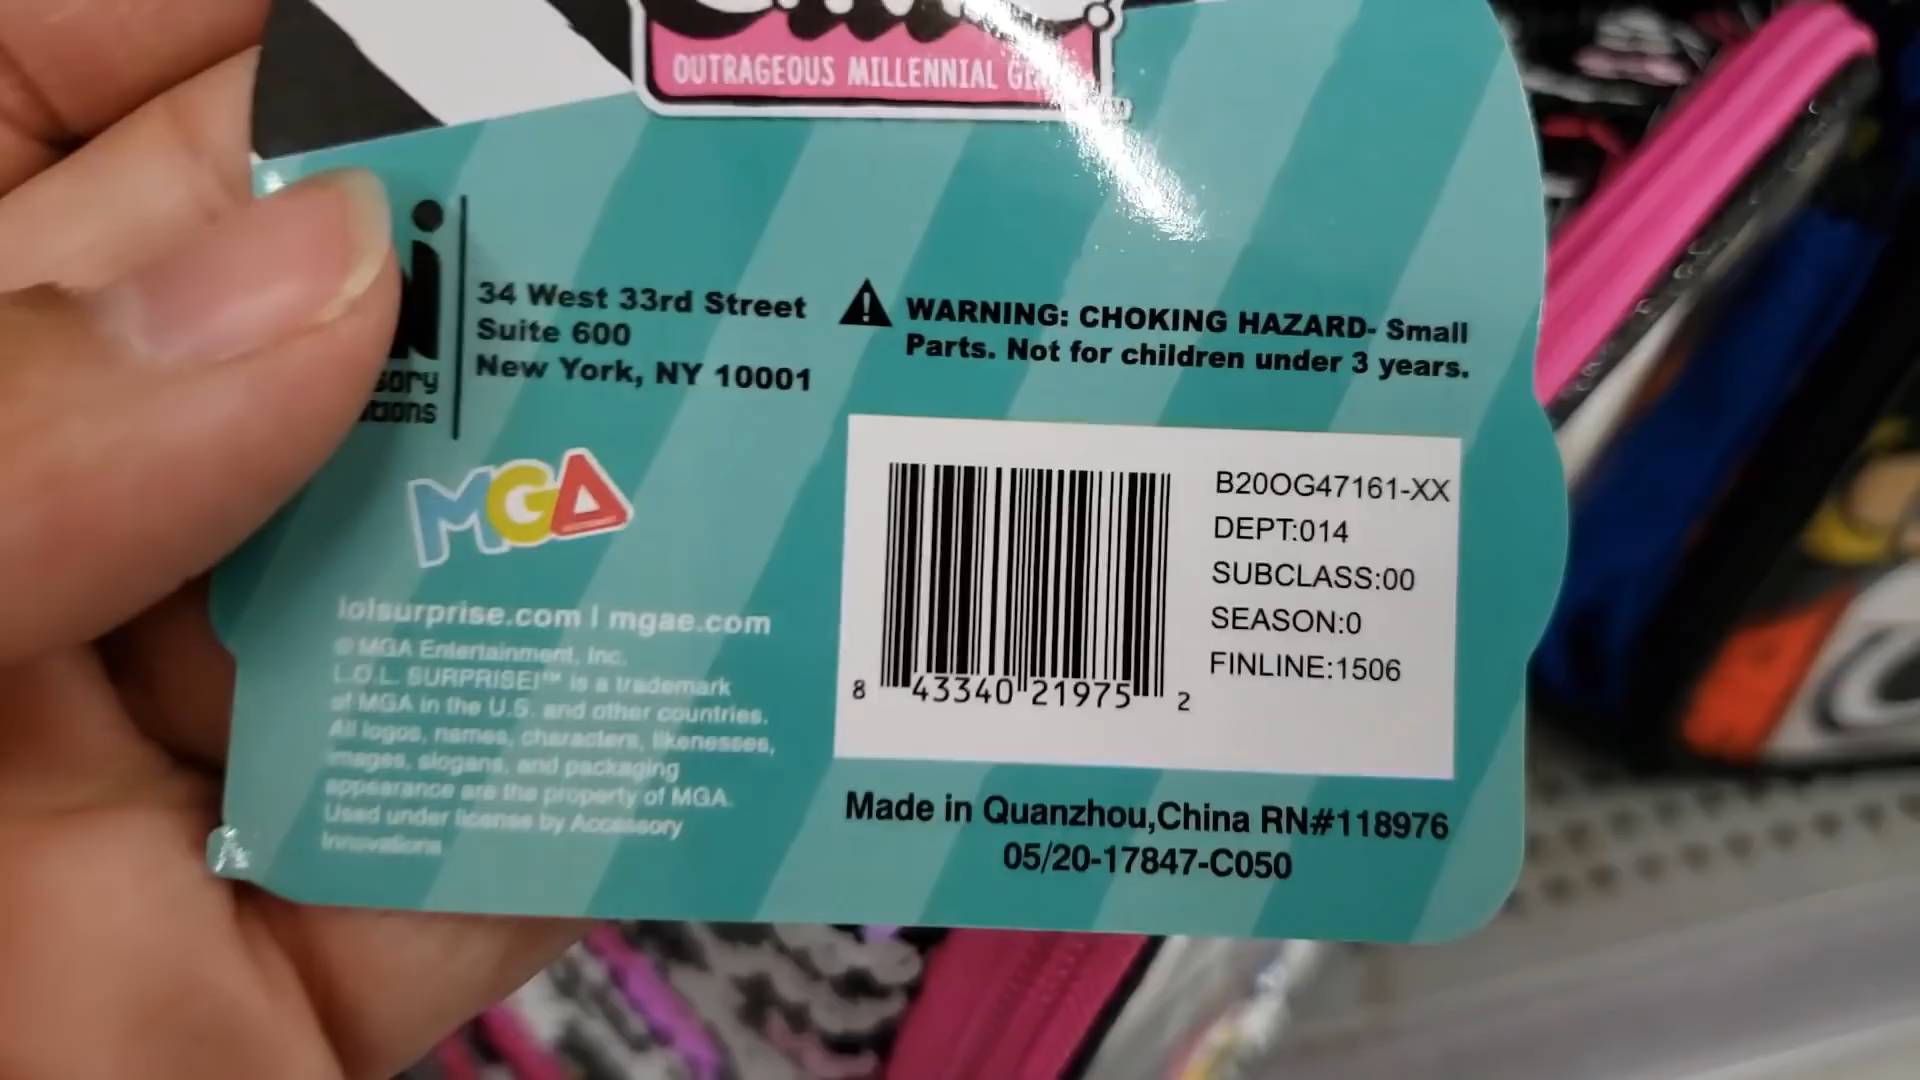 OUTRAGEOUS MILLENNIAL
34 West 33rd Street
Suite 600
New York, NY 10001
WARNING: CHOKING HAZARD- Small
Parts. Not for children under 3 years.
MGA
lolsurprise.com | mgae.com
© MGA Entertainment, Inc.
L.O.L. SURPRISE!™ is a trademark
of MGA in the U.S. and other countries.
All logos, names, characters, likenesses,
images, slogans, and packaging
appearance are the property of MGA.
Used under license by Accessory
Innovations
B20OG47161-XX
DEPT:014
SUBCLASS:00
SEASON:0
FINLINE:1506
8 43340 21975 2
Made in Quanzhou,China RN#118976
05/20-17847-C050